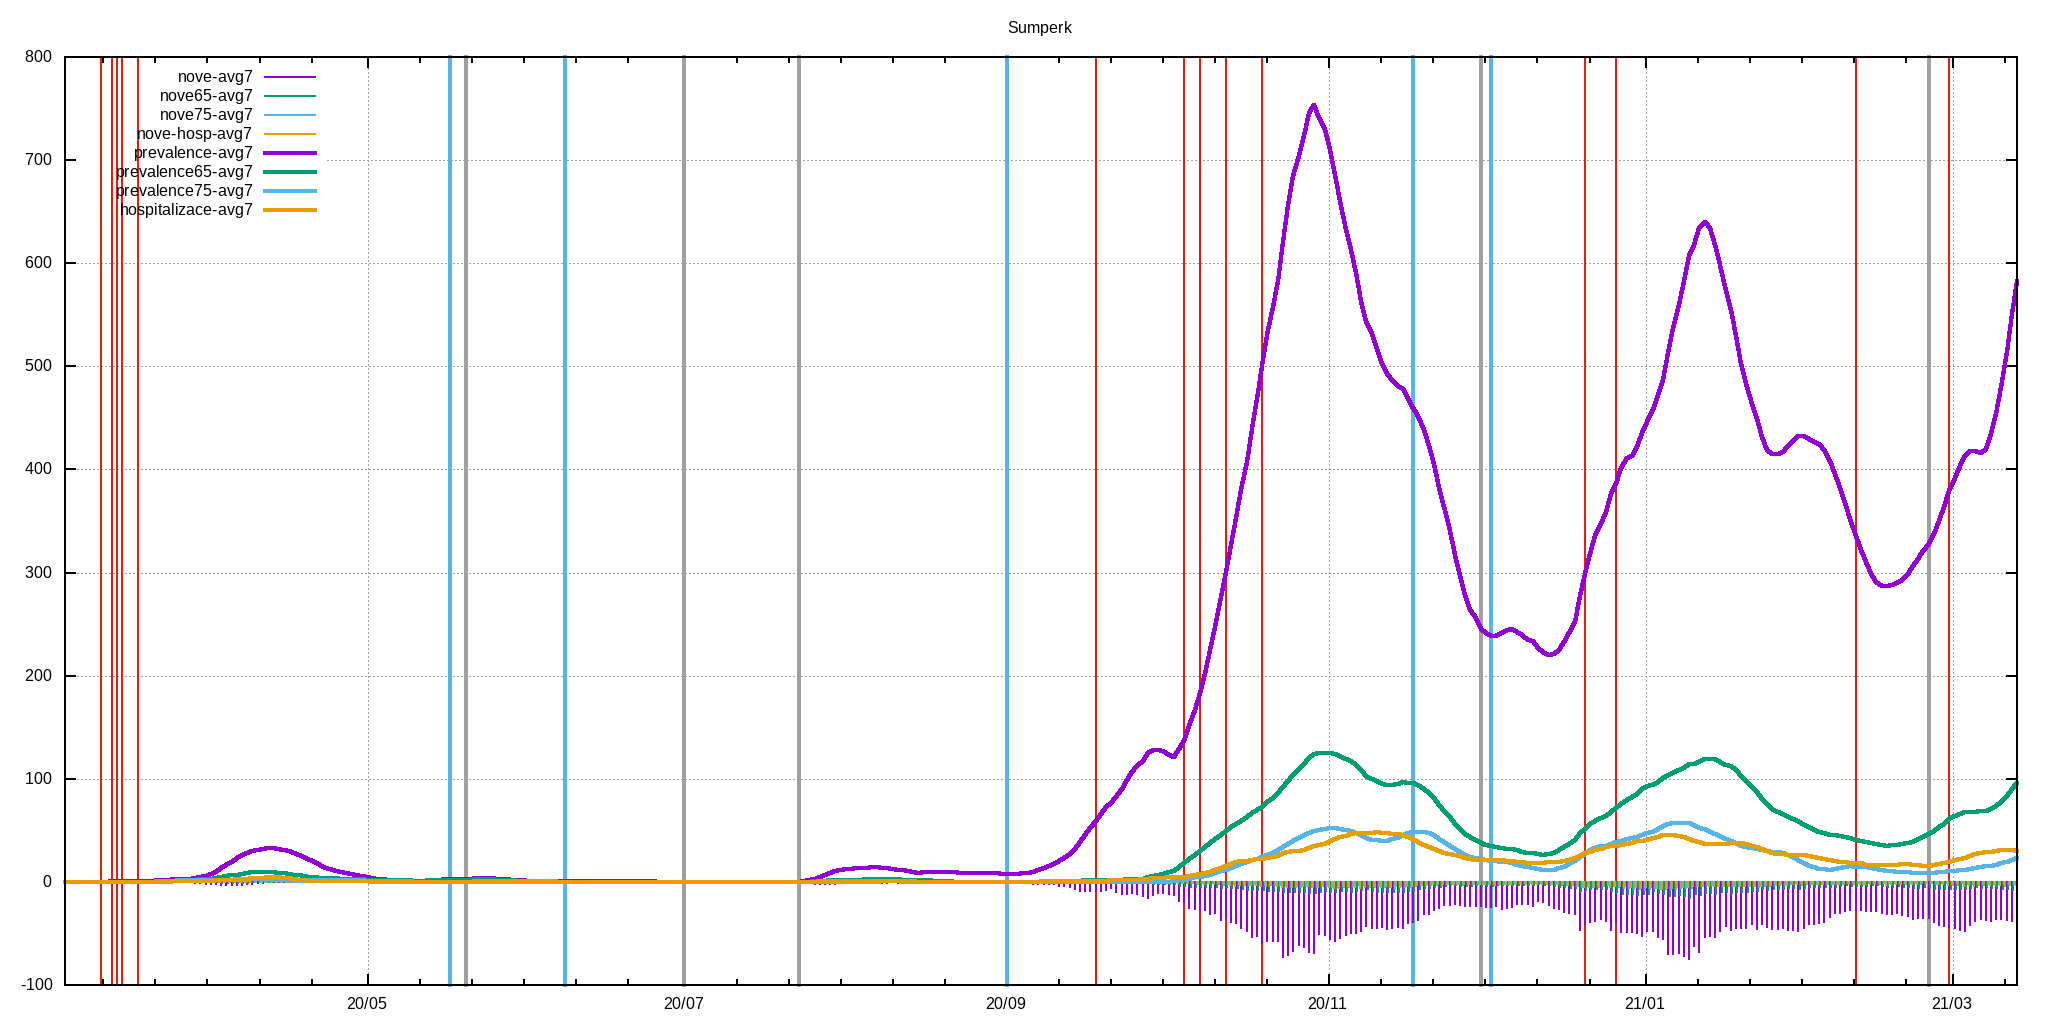 Sumperk
800
700
600
500
400
300
200
100
0
-100
nove-avg7
nove65-avg7
nove75-avg7
nove-hosp-avg7
prevalence-avg7
prevalence65-avg7
prevalence75-avg7
hospitalizace-avg7
20/05 20/07 20/09 20/11 21/01 21/03